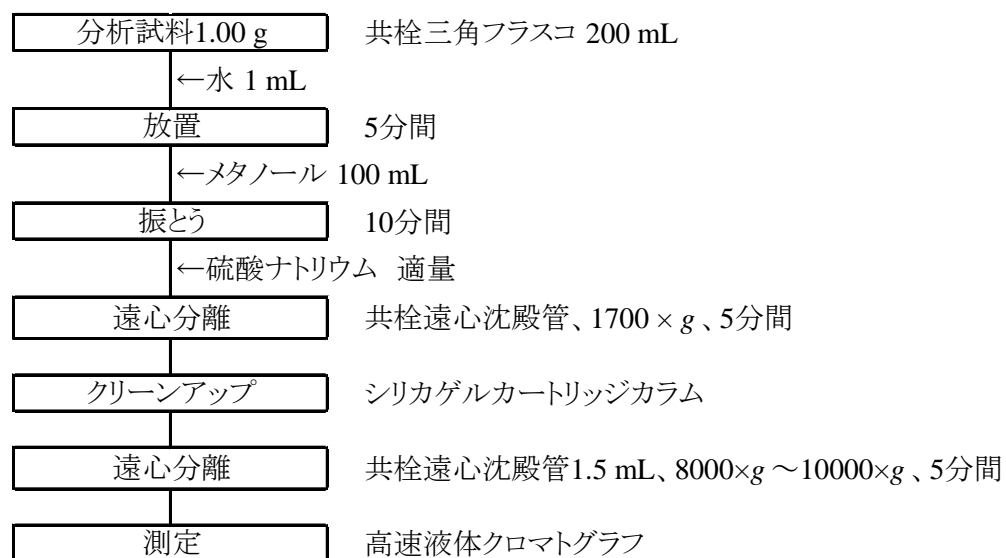 分析試料1.00 g 共栓三角フラスコ 200 mL
←水 1 mL
放置 5分間
←メタノール 100 mL
振とう 10分間
←硫酸ナトリウム 適量
遠心分離 共栓遠心沈殿管、1700 × g 、5分間
クリーンアップ シリカゲルカートリッジカラム
遠心分離 共栓遠心沈殿管1.5 mL、8000×g ～10000×g 、5分間
測定 高速液体クロマトグラフ